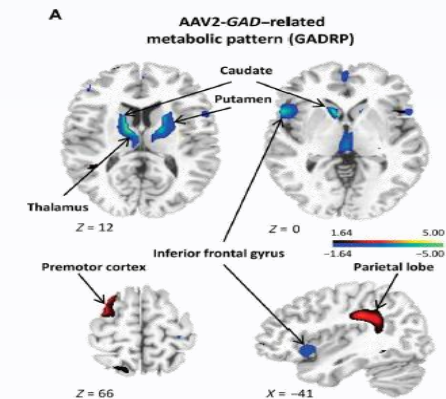 A
AAV2-GAD–related
metabolic pattern (GADRP)
Caudate
Putamen
Thalamus
Z = 12
Z = 0
1.64 5.00
−1.64 −5.00
Inferior frontal gyrus
Premotor cortex
Parietal lobe
Z = 66
X = −41